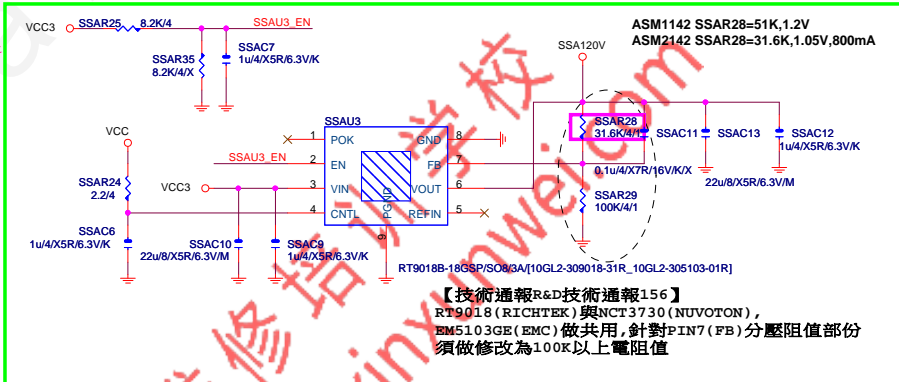 VCC3
SSAR25
8.2K/4
SSAU3_EN
SSAR35
8.2K/4/X
SSAC7
1u/4/X5R/6.3V/K
ASM1142 SSAR28=51K,1.2V
ASM2142 SSAR28=31.6K,1.05V,800mA
SSA120V
SSAU3
1 POK
2 EN
3 VIN
4 CNTL
GND 8
FB 7
VOUT 6
REFIN 5
PGND
9
SSAU3_EN
VCC
SSAR24
2.2/4
VCC3
SSAC6
1u/4/X5R/6.3V/K
SSAC10
22u/8/X5R/6.3V/M
SSAC9
1u/4/X5R/6.3V/K
SSAR28
31.6K/4/1
SSAC11
0.1u/4/X7R/16V/K/X
SSAC13
22u/8/X5R/6.3V/M
SSAC12
1u/4/X5R/6.3V/K
SSAR29
100K/4/1
RT9018B-18GSP/SO8/3A/[10GL2-309018-31R_10GL2-305103-01R]
【技術通報R&D技術通報156】
RT9018(RICHTEK)與NCT3730(NUVOTON),
EM5103GE(EMC)做共用,針對PIN7(FB)分壓阻值部份
須做修改為100K以上電阻值
修培训学校
inxunwei.com